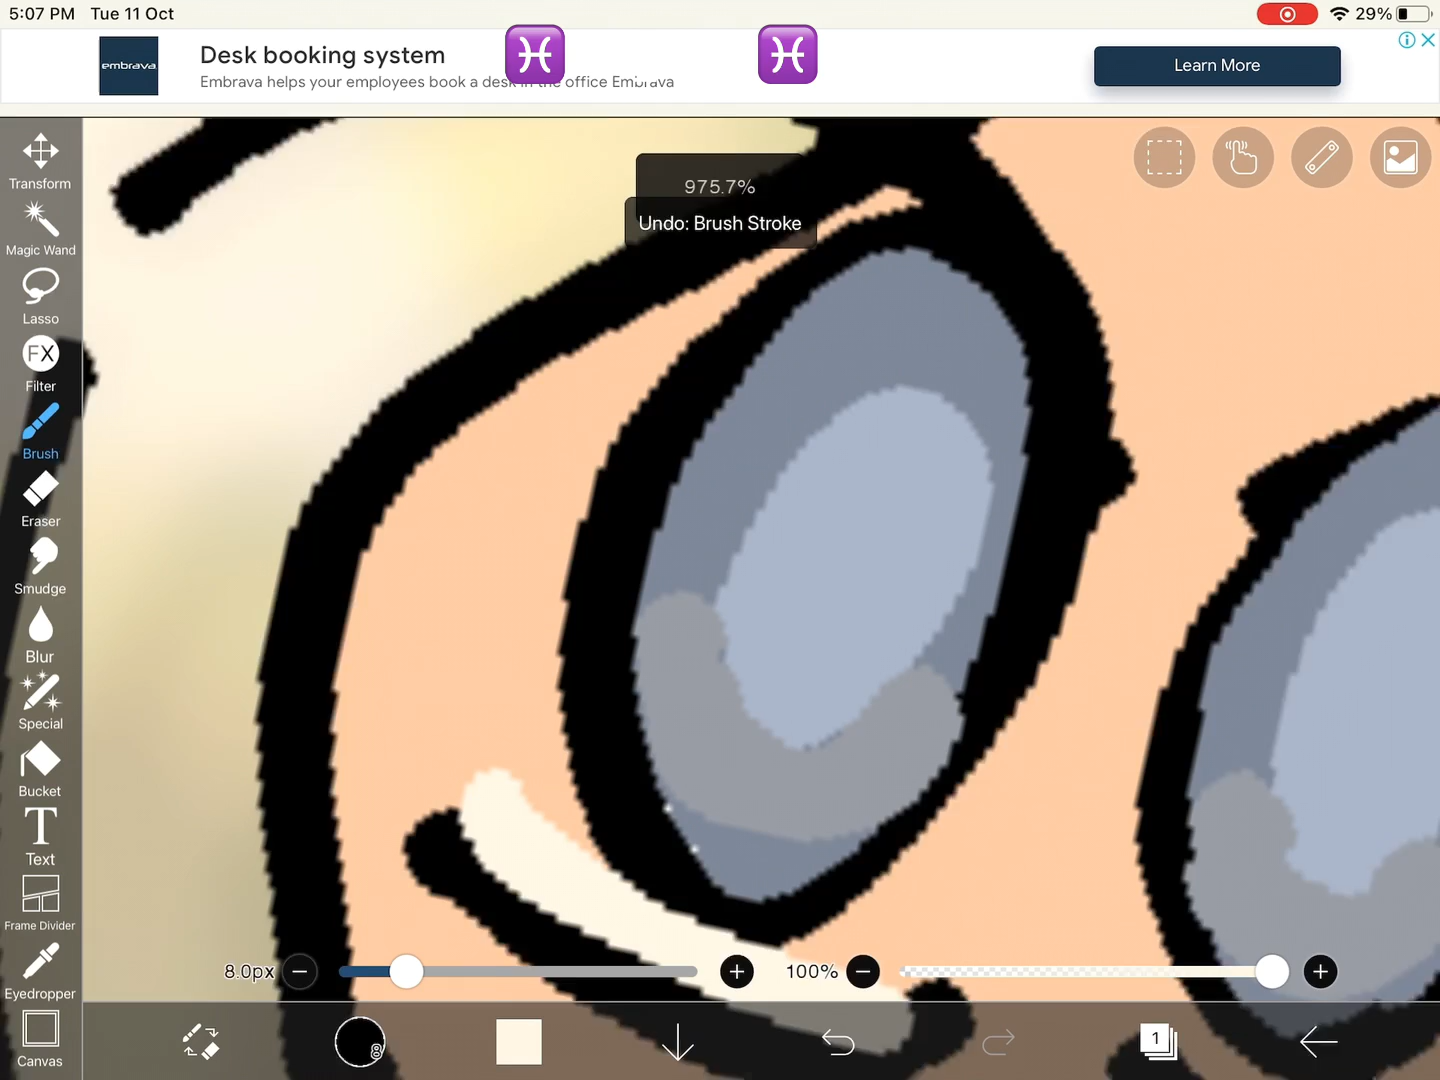 5:07 PM Tue 11 Oct
29%
embrava
Desk booking system
Embrava helps your employees book a desk in the office Embrava
Learn More
975.7%
Undo: Brush Stroke
Transform
Magic Wand
Lasso
FX
Filter
Brush
Eraser
Smudge
Blur
Special
Bucket
T
Text
Frame Divider
Eyedropper
Canvas
8.0px
100%
8
1